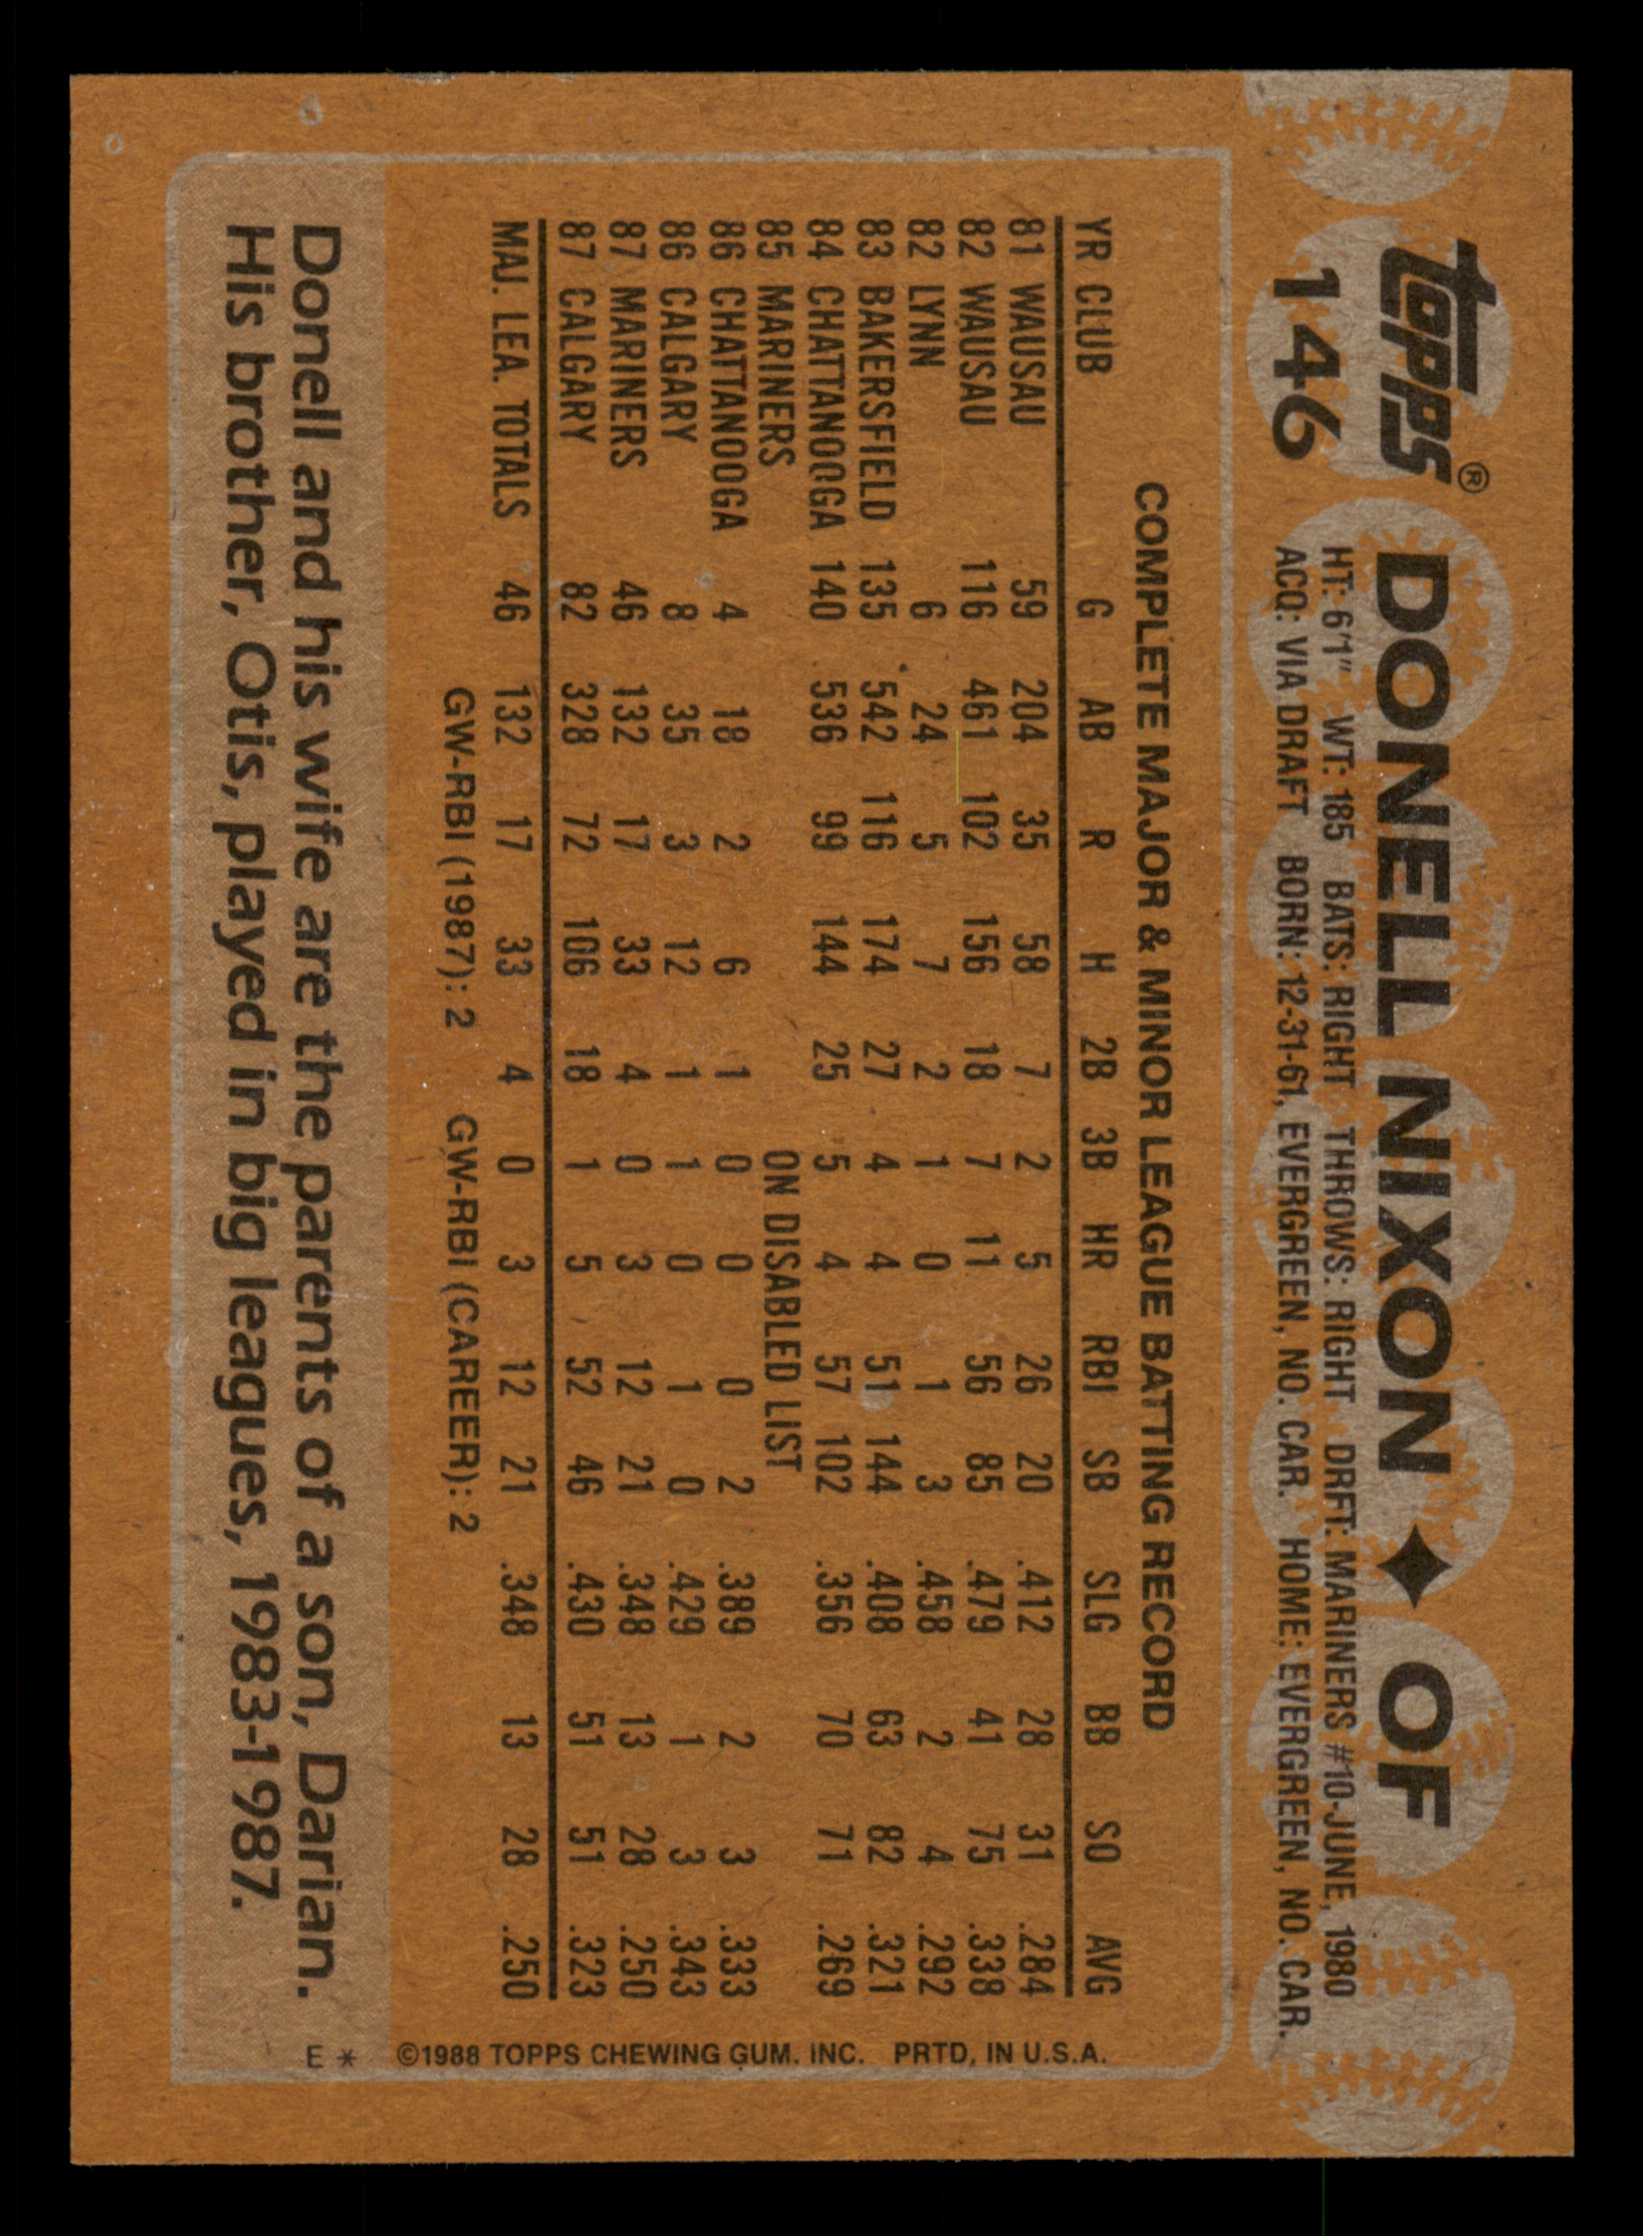 topps®
146
DONELL NIXON ✦ OF
HT: 6'1" WT: 185 BATS: RIGHT THROWS: RIGHT DRFT: MARINERS #10-JUNE, 1980
ACQ: VIA DRAFT BORN: 12-31-61, EVERGREEN, NO. CAR. HOME: EVERGREEN, NO. CAR.
COMPLETE MAJOR & MINOR LEAGUE BATTING RECORD
YR CLUB G AB R H 2B 3B HR RBI SB SLG BB SO AVG
81 WAUSAU 59 204 35 58 7 2 5 26 20 .412 28 31 .284
82 WAUSAU 116 461 102 156 18 7 11 56 85 .479 41 75 .338
82 LYNN 6 24 5 7 2 1 0 1 3 .458 2 4 .292
83 BAKERSFIELD 135 542 116 174 27 4 4 51 144 .408 63 82 .321
84 CHATTANOOGA 140 536 99 144 25 5 4 57 102 .356 70 71 .269
85 MARINERS ON DISABLED LIST
86 CHATTANOOGA 4 18 2 6 1 0 0 0 2 .389 2 3 .333
86 CALGARY 8 35 3 12 1 1 0 1 0 .429 1 3 .343
87 MARINERS 46 132 17 33 4 0 3 12 21 .348 13 28 .250
87 CALGARY 82 328 72 106 18 1 5 52 46 .430 51 51 .323
MAJ. LEA. TOTALS 46 132 17 33 4 0 3 12 21 .348 13 28 .250
GW-RBI (1987): 2 GW-RBI (CAREER): 2
Donell and his wife are the parents of a son, Darian.
His brother, Otis, played in big leagues, 1983-1987.
©1988 TOPPS CHEWING GUM, INC. PRTD, IN U.S.A.
E *